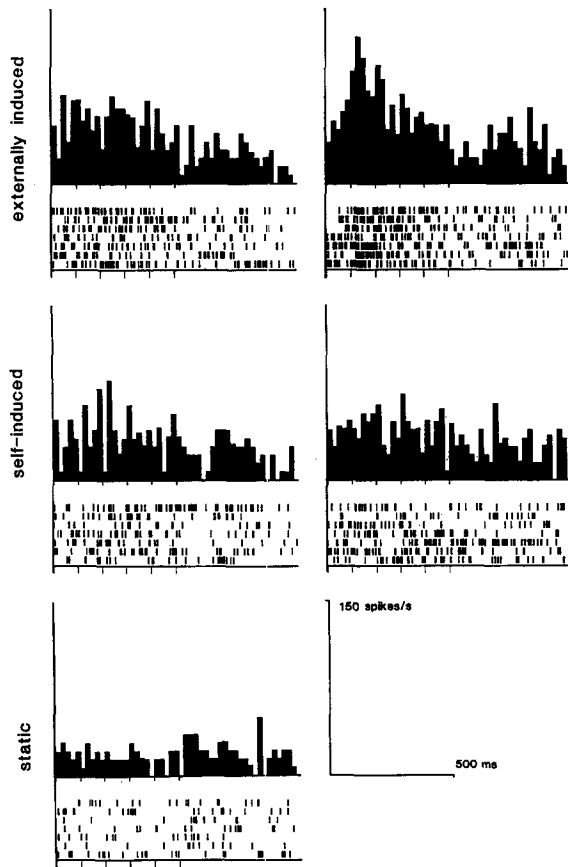 externally induced
self-induced
static
150 spikes/s
500 ms